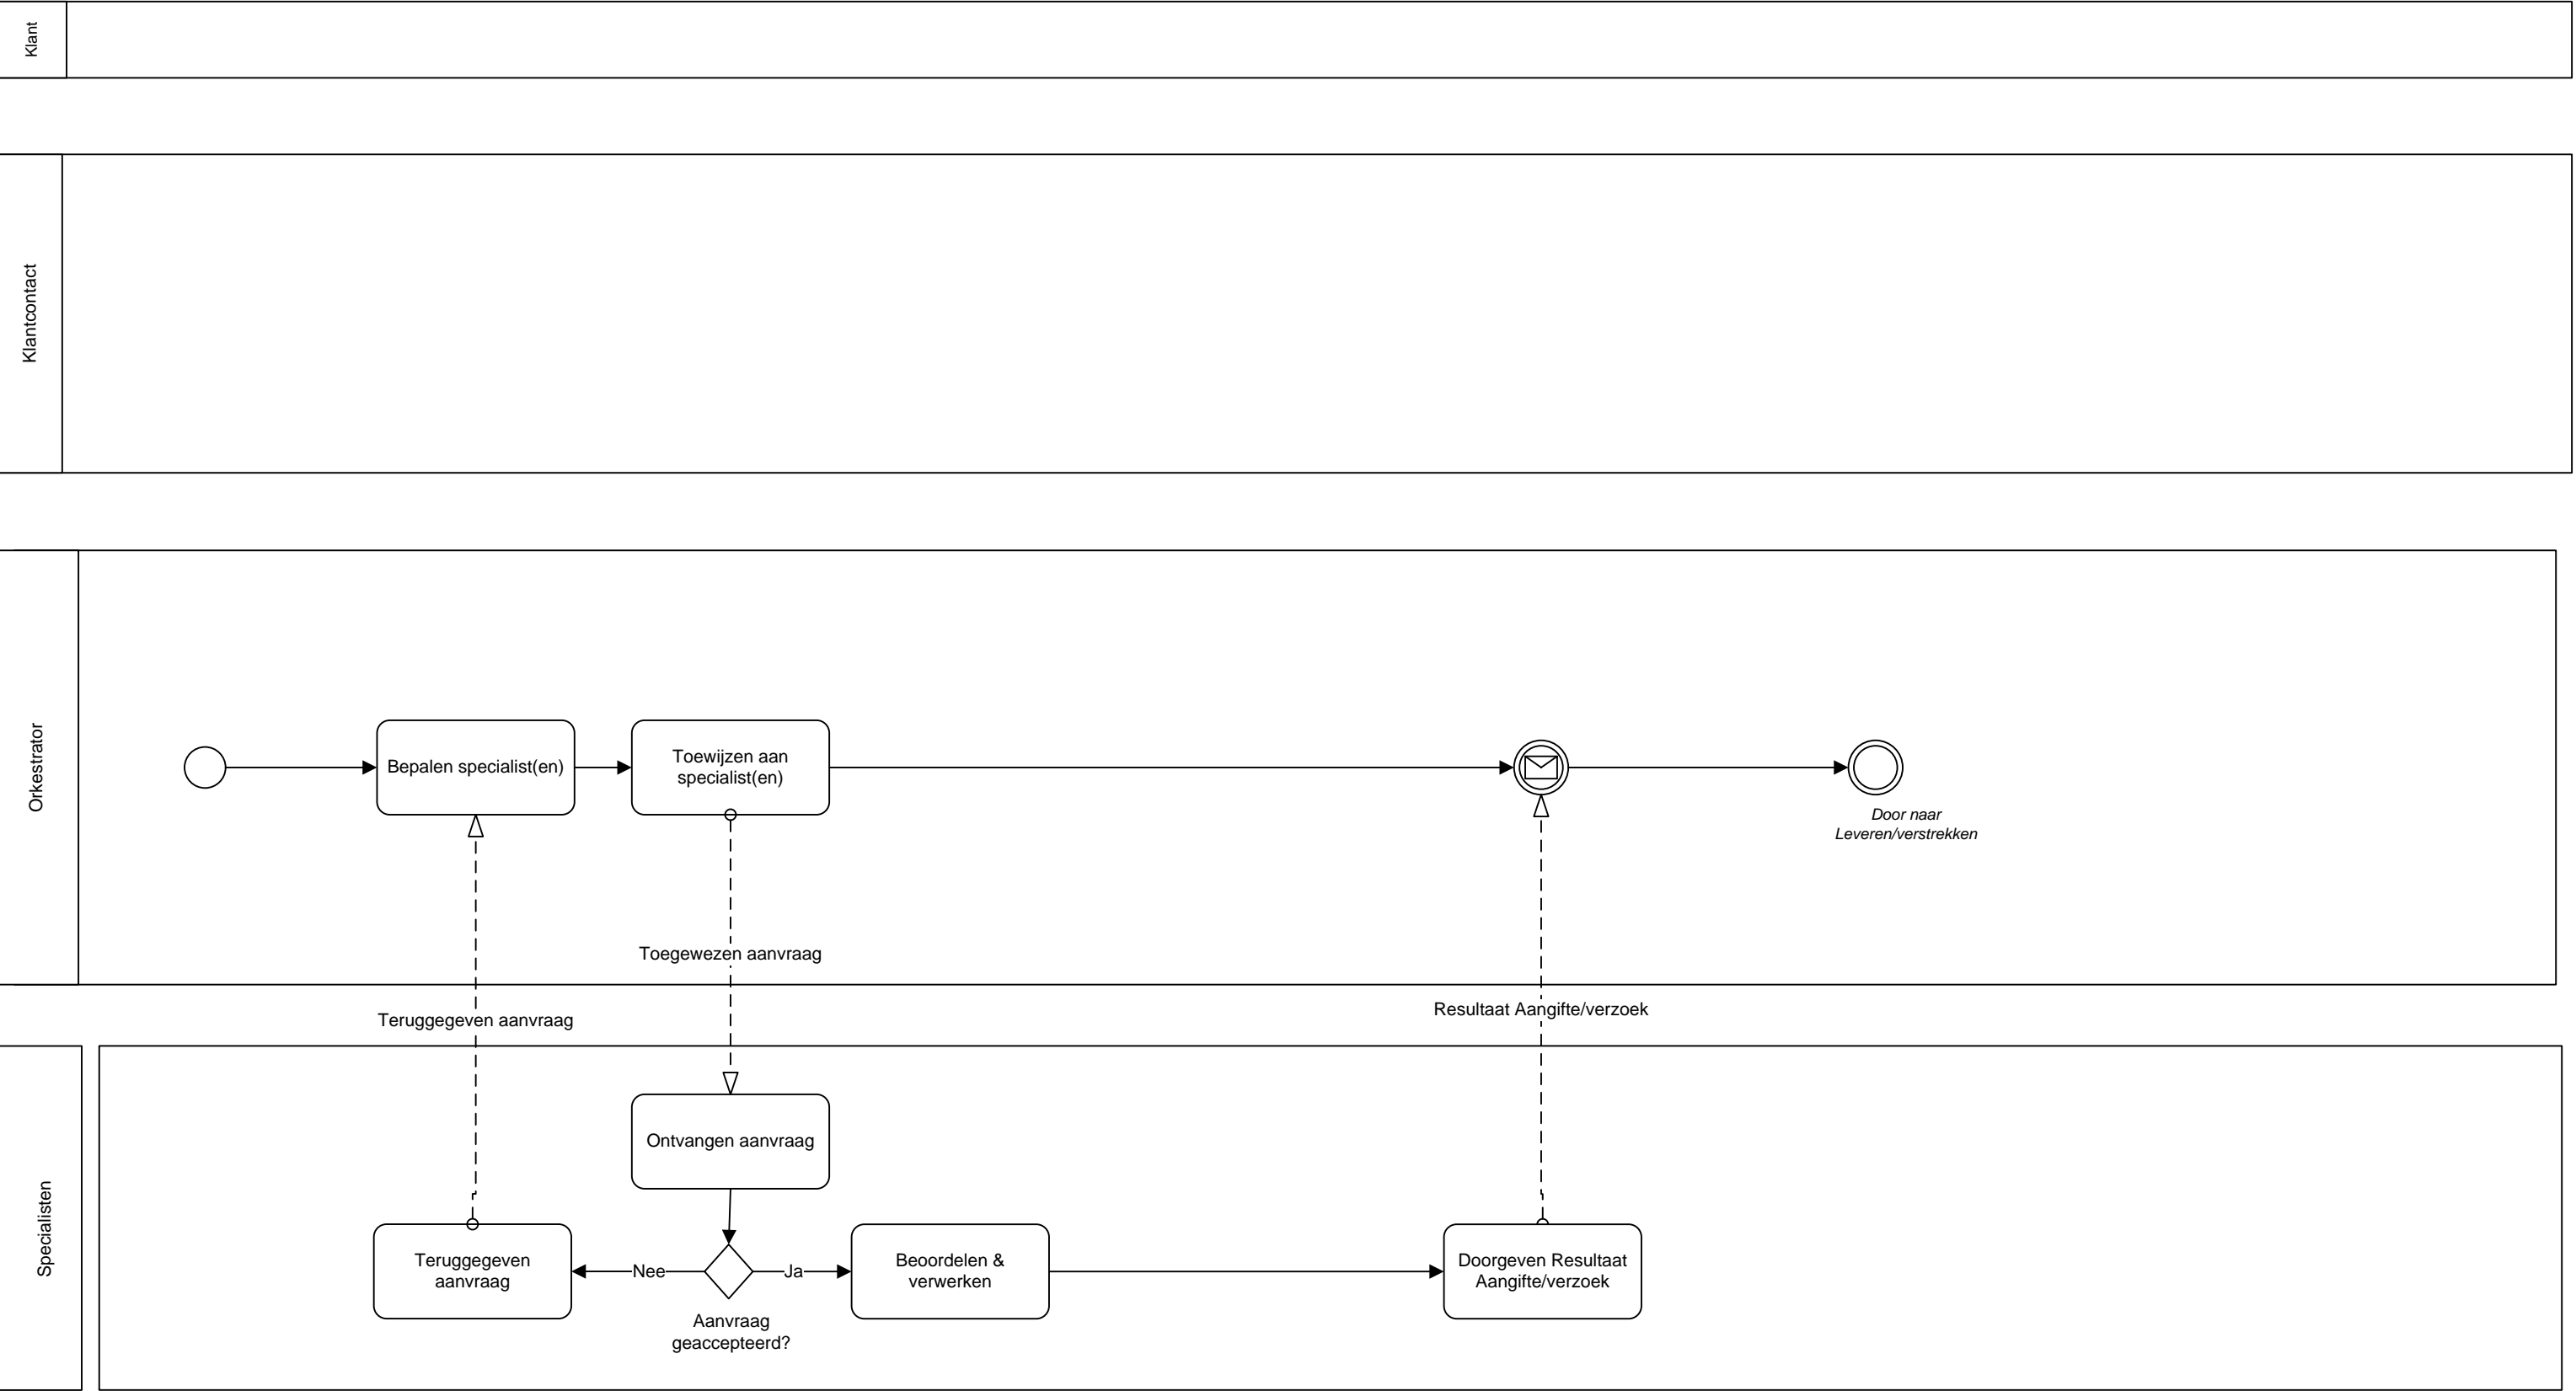 Klant
Klantcontact
Orkestrator
Bepalen specialist(en)
Toewijzen aan
specialist(en)
Door naar
Leveren/verstrekken
Toegewezen aanvraag
Teruggegeven aanvraag
Resultaat Aangifte/verzoek
Specialisten
Ontvangen aanvraag
Teruggegeven
aanvraag
Nee
Ja
Aanvraag
geaccepteerd?
Beoordelen &
verwerken
Doorgeven Resultaat
Aangifte/verzoek